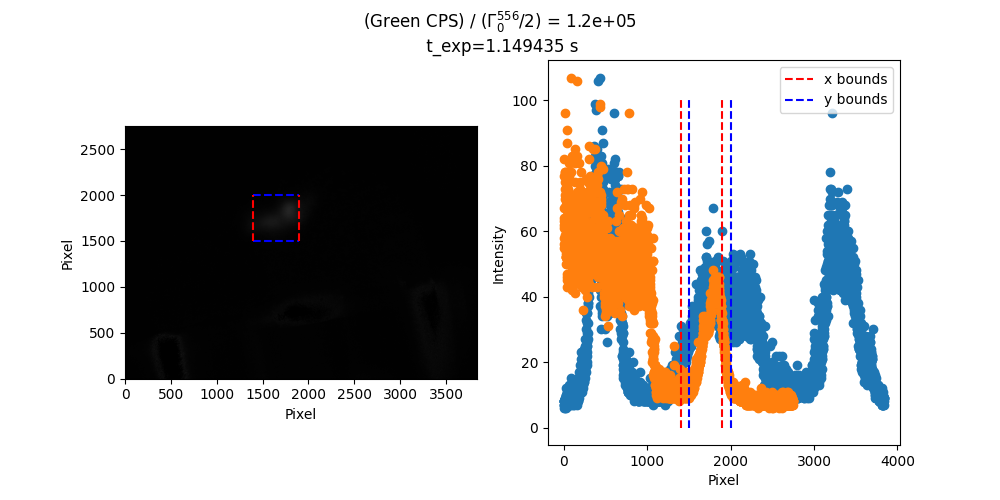 (Green CPS) / (Γ₀⁵⁵⁶/2) = 1.2e+05
t_exp=1.149435 s
2500
2000
1500
1000
500
0
Pixel
0 500 1000 1500 2000 2500 3000 3500
Pixel
100
80
60
40
20
0
Intensity
x bounds
y bounds
0 1000 2000 3000 4000
Pixel